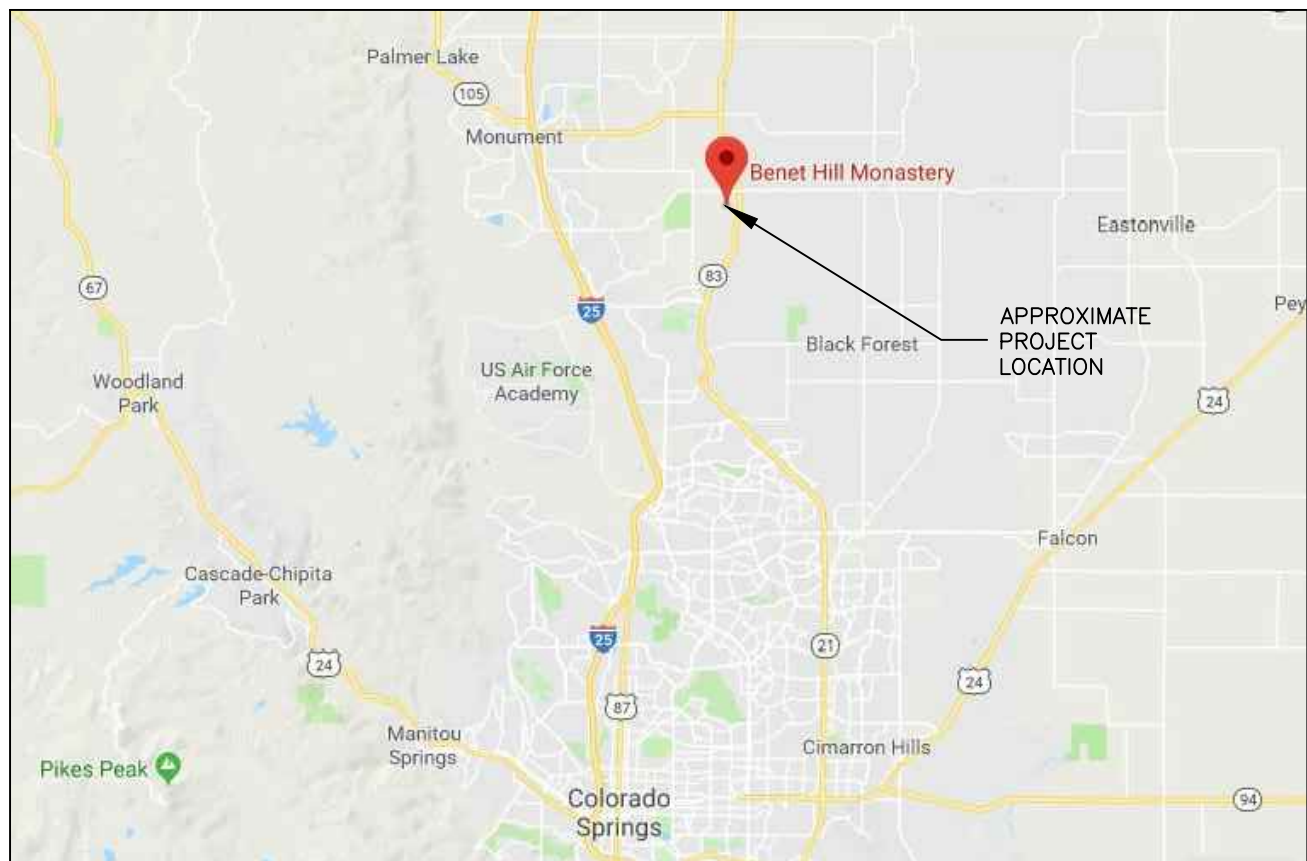 Palmer Lake
105
Monument
Benet Hill Monastery
Eastonville
83
67
25
Pey
APPROXIMATE
PROJECT
LOCATION
Black Forest
US Air Force
Academy
Woodland
Park
24
Falcon
Cascade-Chipita
Park
25
21
24
24
87
Manitou
Springs
Cimarron Hills
Pikes Peak
Colorado
Springs
94